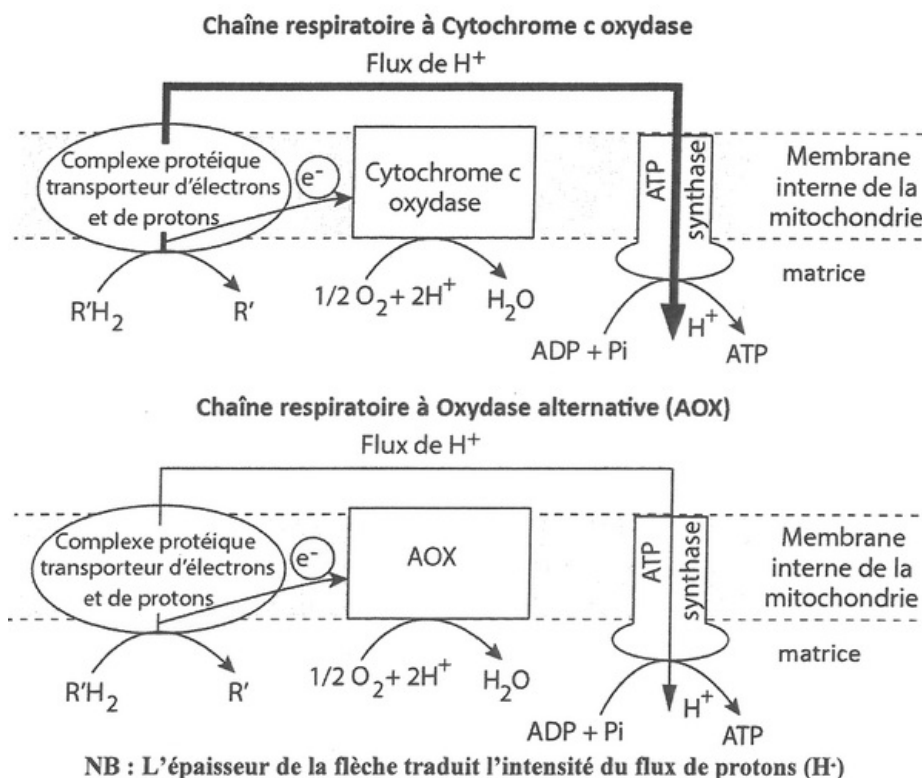 Chaîne respiratoire à Cytochrome c oxydase
Flux de H⁺
Complexe protéique
transporteur d'électrons
et de protons
e⁻
Cytochrome c
oxydase
ATP
synthase
Membrane
interne de la
mitochondrie
matrice
R'H₂
R'
1/2 O₂ + 2H⁺
H₂O
ADP + Pi
H⁺
ATP
Chaîne respiratoire à Oxydase alternative (AOX)
Flux de H⁺
Complexe protéique
transporteur d'électrons
et de protons
e⁻
AOX
ATP
synthase
Membrane
interne de la
mitochondrie
matrice
R'H₂
R'
1/2 O₂ + 2H⁺
H₂O
ADP + Pi
H⁺
ATP
NB : L'épaisseur de la flèche traduit l'intensité du flux de protons (H⁺)